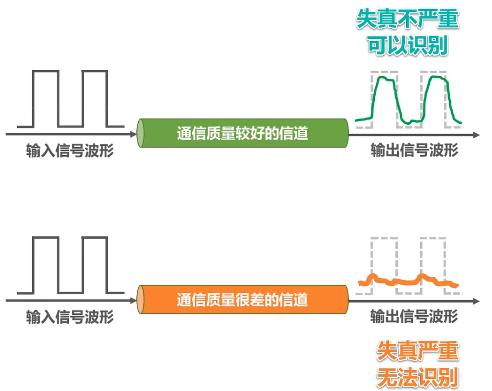 失真不严重
可以识别
通信质量较好的信道
输入信号波形
输出信号波形
通信质量很差的信道
输入信号波形
输出信号波形
失真严重
无法识别